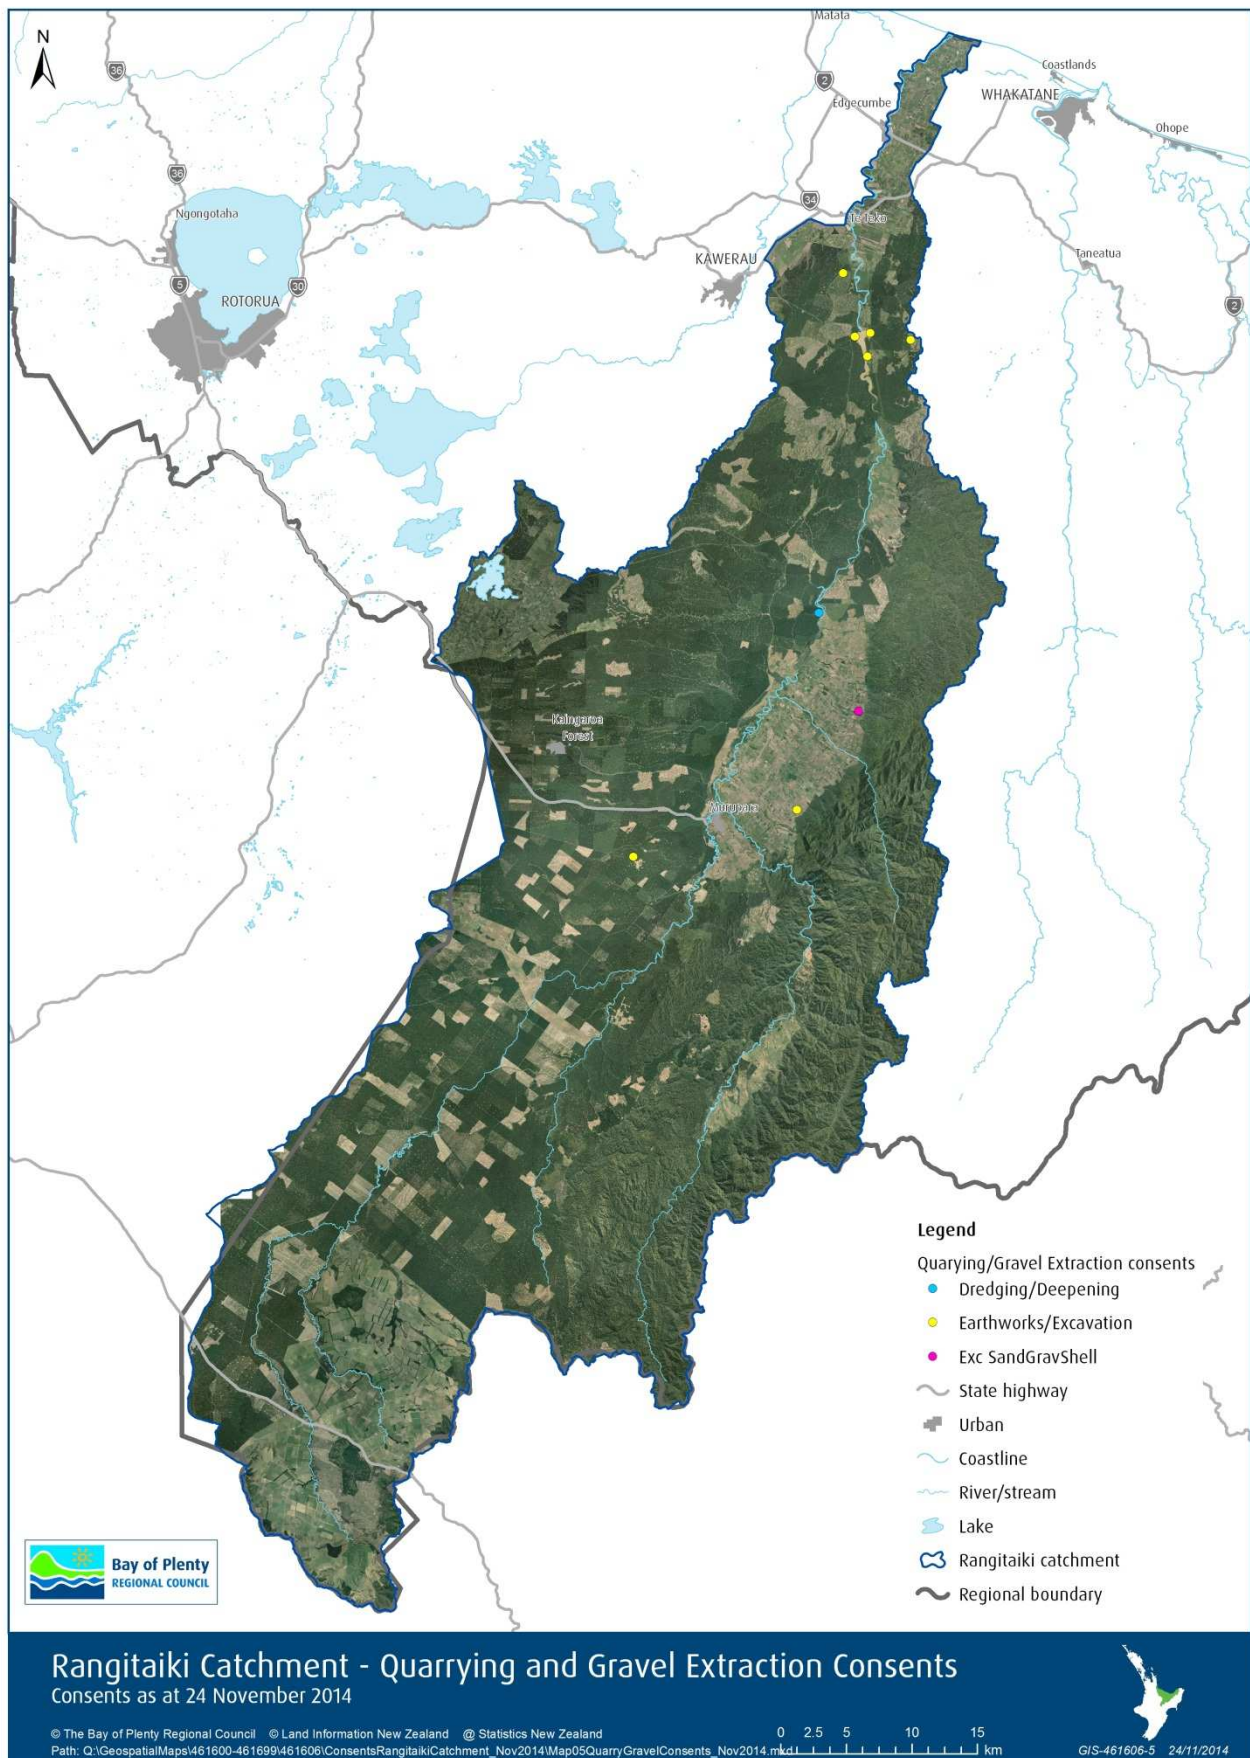 N
Matata
36
Coastlands
2
WHAKATANE
Edgecumbe
Ohope
36
34
Ngongotaha
Te Teko
Taneatua
KAWERAU
5
30
ROTORUA
2
Kaingaroa
Forest
Murupara
Legend
Quarying/Gravel Extraction consents
Dredging/Deepening
Earthworks/Excavation
Exc SandGravShell
State highway
Urban
Coastline
River/stream
Lake
Rangitaiki catchment
Regional boundary
Bay of Plenty
REGIONAL COUNCIL
Rangitaiki Catchment - Quarrying and Gravel Extraction Consents
Consents as at 24 November 2014
© The Bay of Plenty Regional Council © Land Information New Zealand @ Statistics New Zealand
0 2.5 5 10 15
km
Path: Q:\GeospatialMaps\461600-461699\461606\ConsentsRangitaikiCatchment_Nov2014\Map05QuarryGravelConsents_Nov2014.mxd
GIS-461606-5 24/11/2014